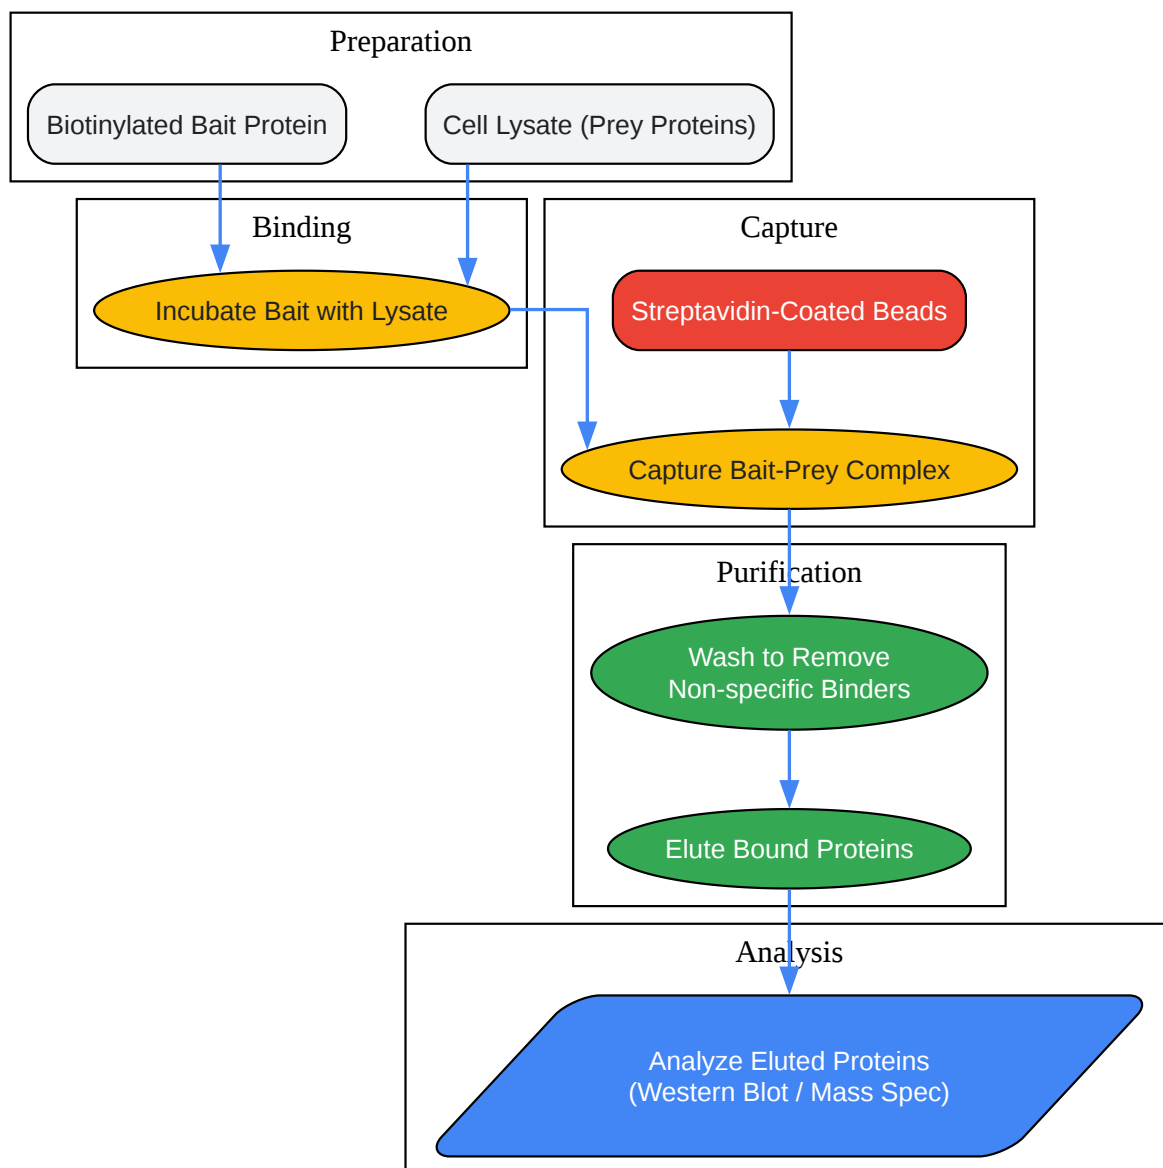 Preparation
Biotinylated Bait Protein
Cell Lysate (Prey Proteins)
Binding
Incubate Bait with Lysate
Capture
Streptavidin-Coated Beads
Capture Bait-Prey Complex
Purification
Wash to Remove
Non-specific Binders
Elute Bound Proteins
Analysis
Analyze Eluted Proteins
(Western Blot / Mass Spec)